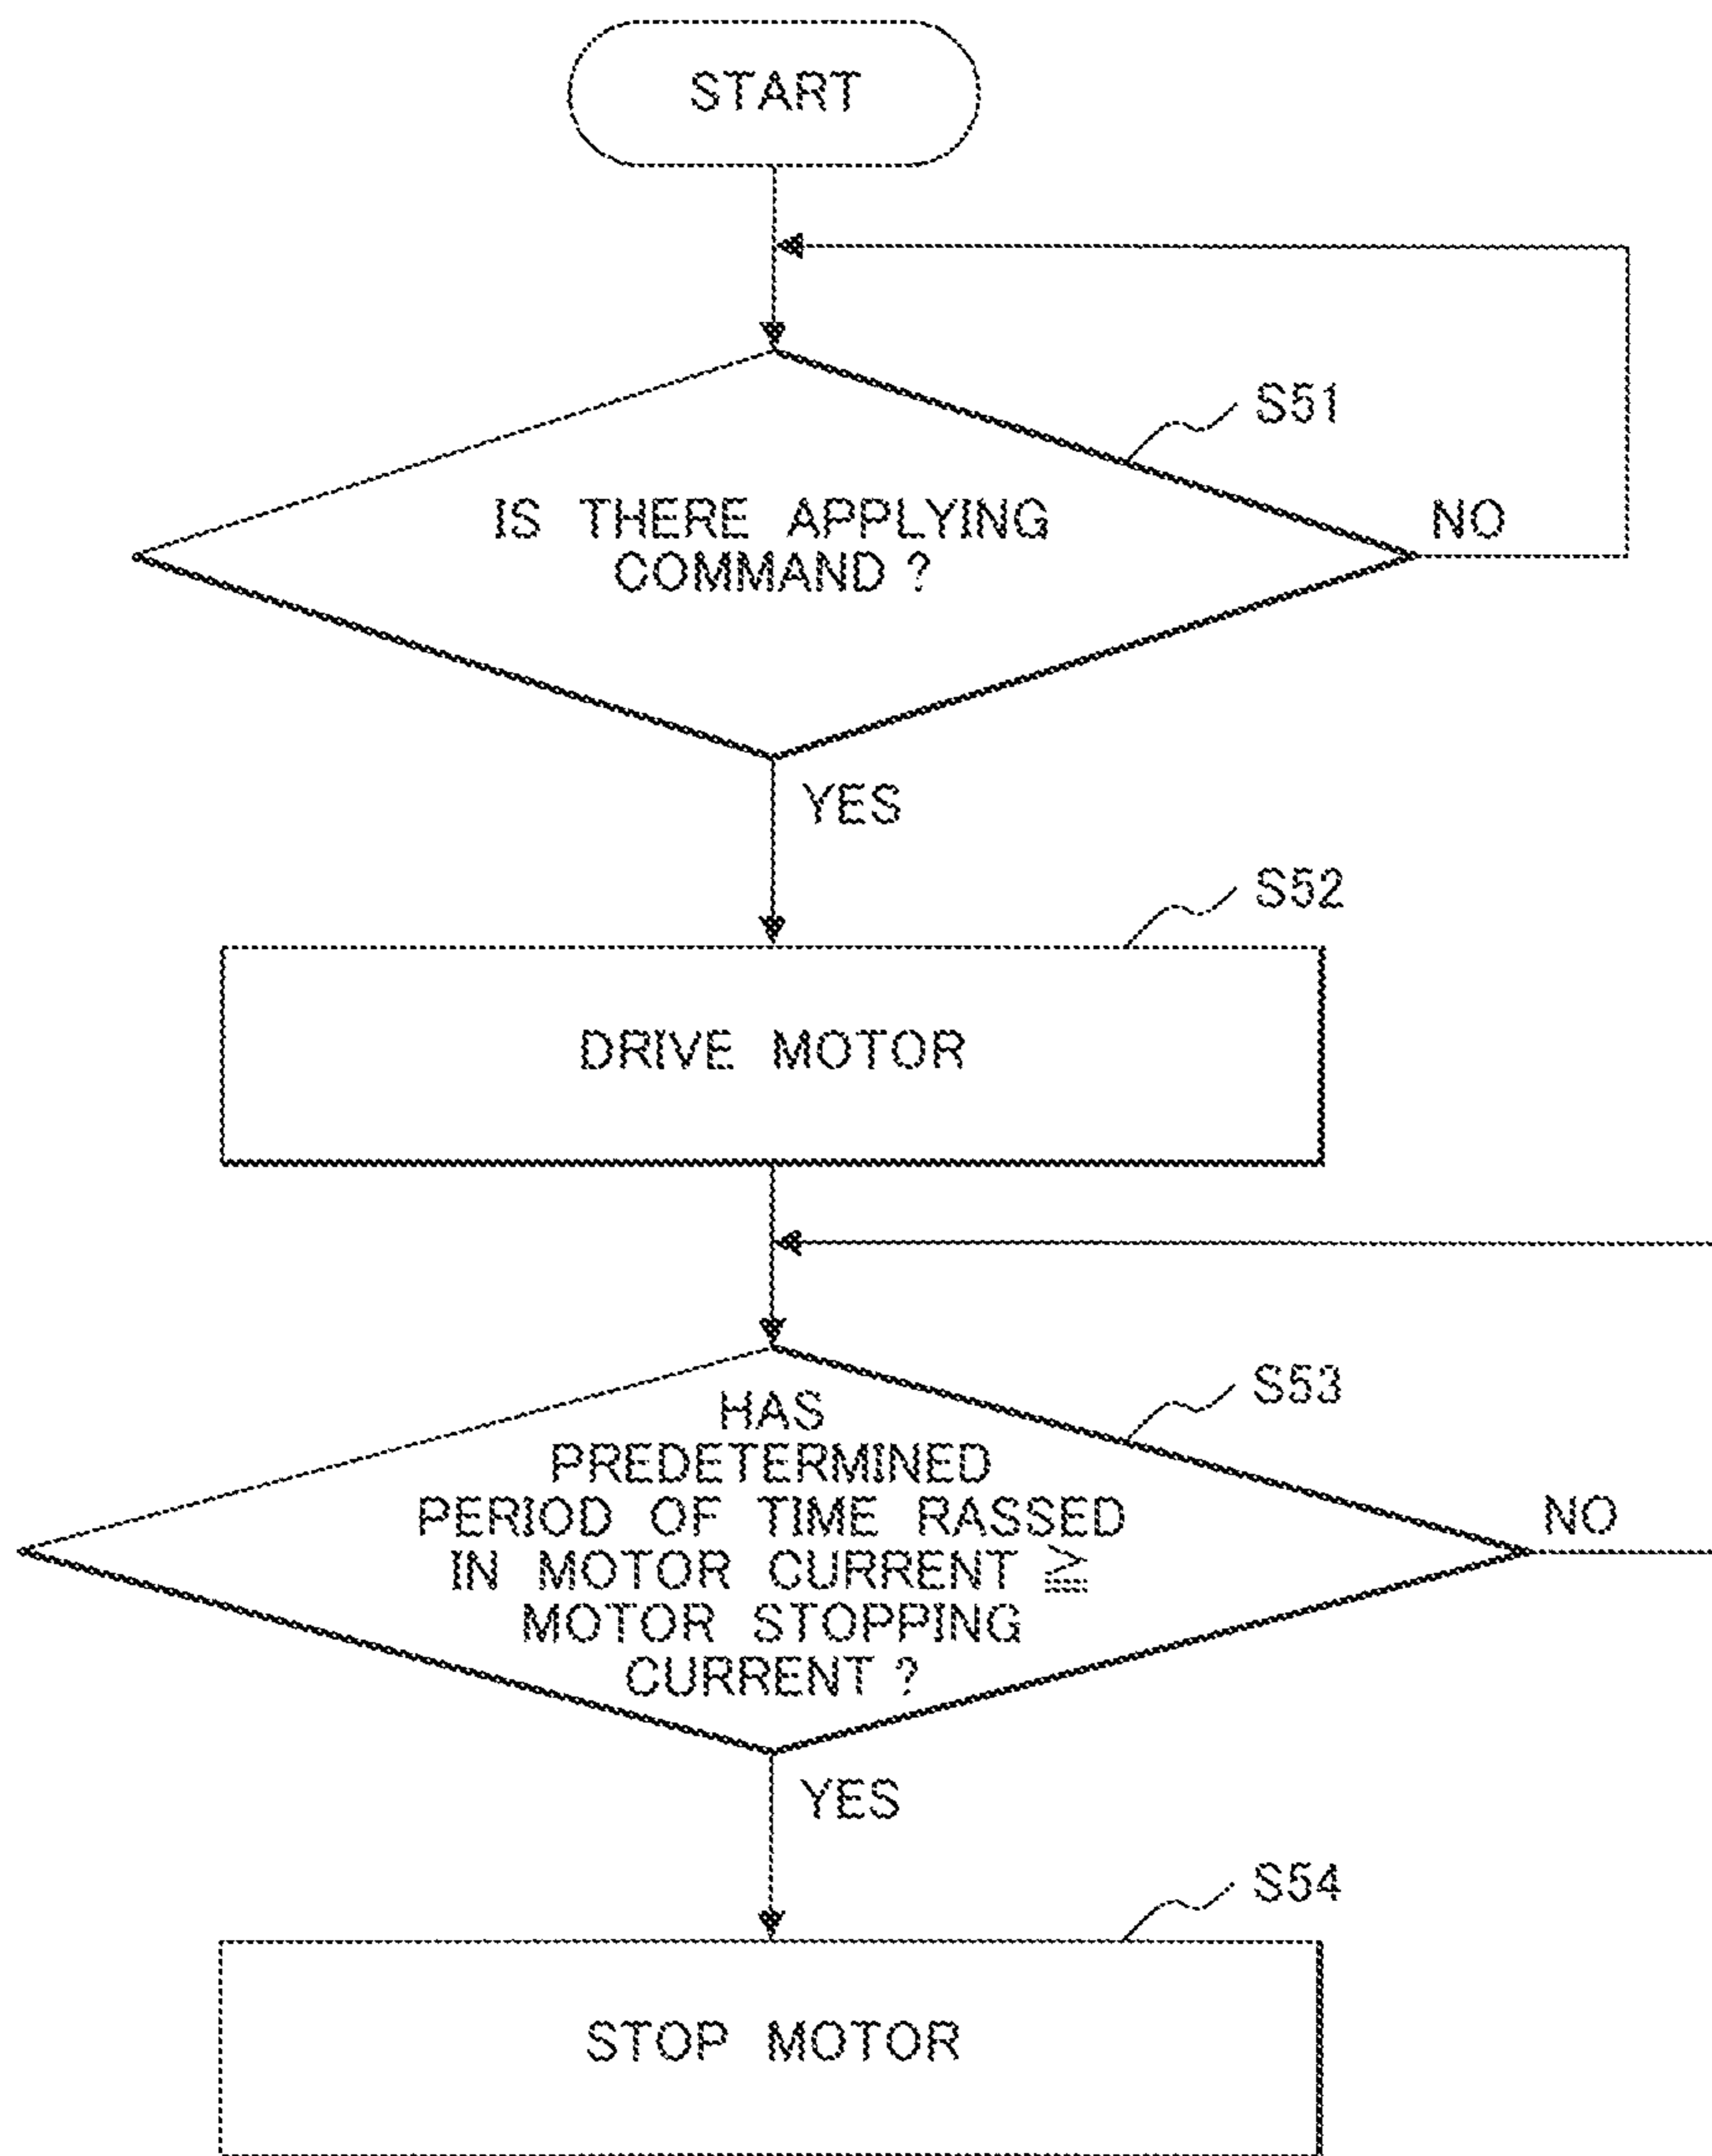 START
S51
IS THERE APPLYING
COMMAND ?
NO
YES
S52
DRIVE MOTOR
S53
HAS
PREDETERMINED
PERIOD OF TIME RASSED
IN MOTOR CURRENT ≧
MOTOR STOPPING
CURRENT ?
NO
YES
S54
STOP MOTOR